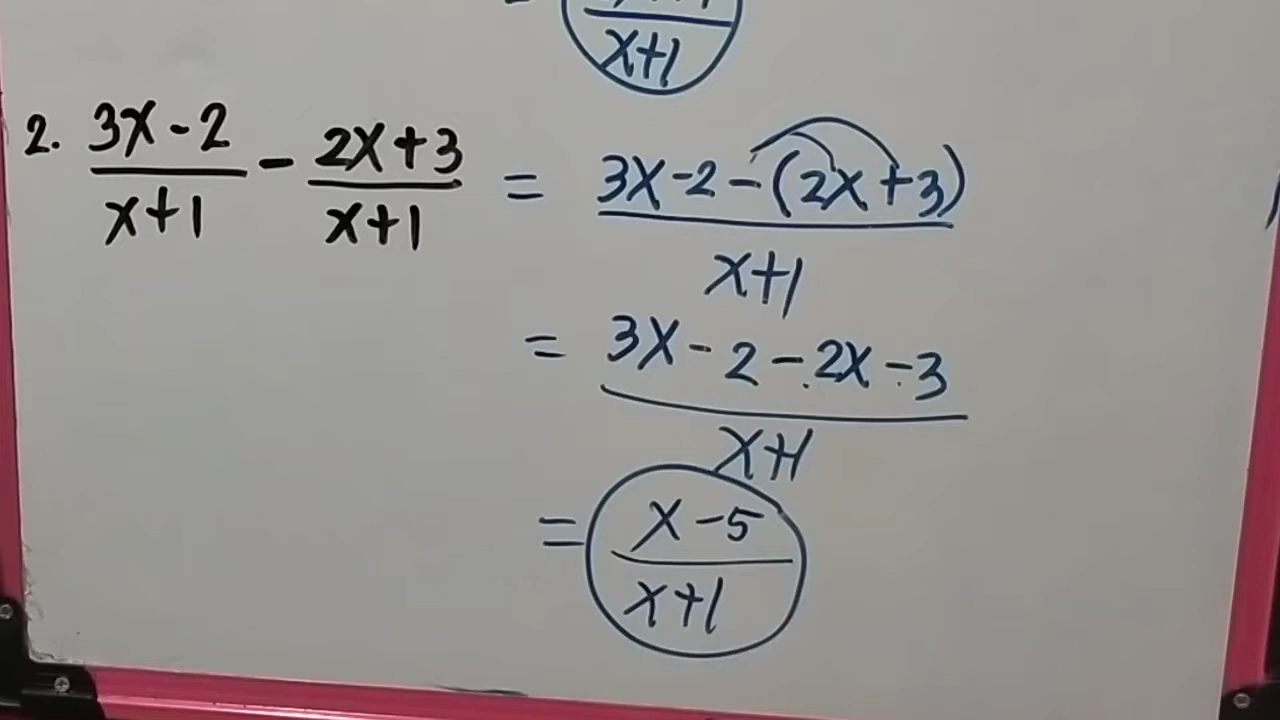 x+1
2. 3x-2 / x+1 - 2x+3 / x+1 = 3x-2-(2x+3) / x+1
= 3x-2-2x-3 / x+1
= x-5 / x+1